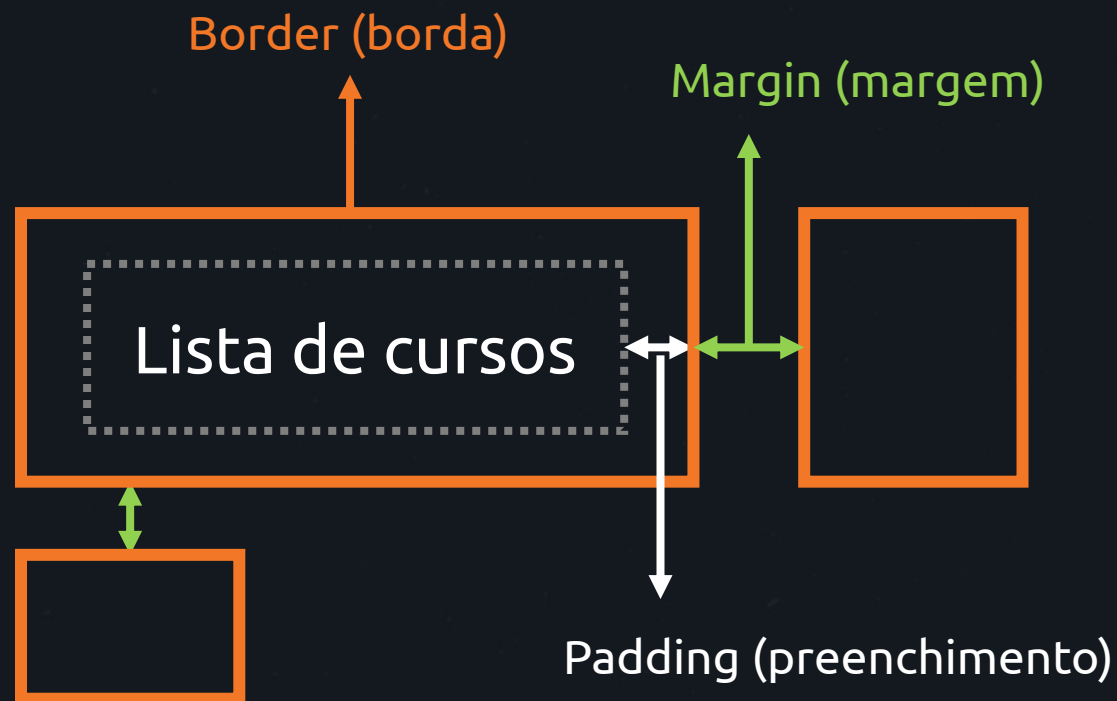 Border (borda)
Margin (margem)
Lista de cursos
Padding (preenchimento)